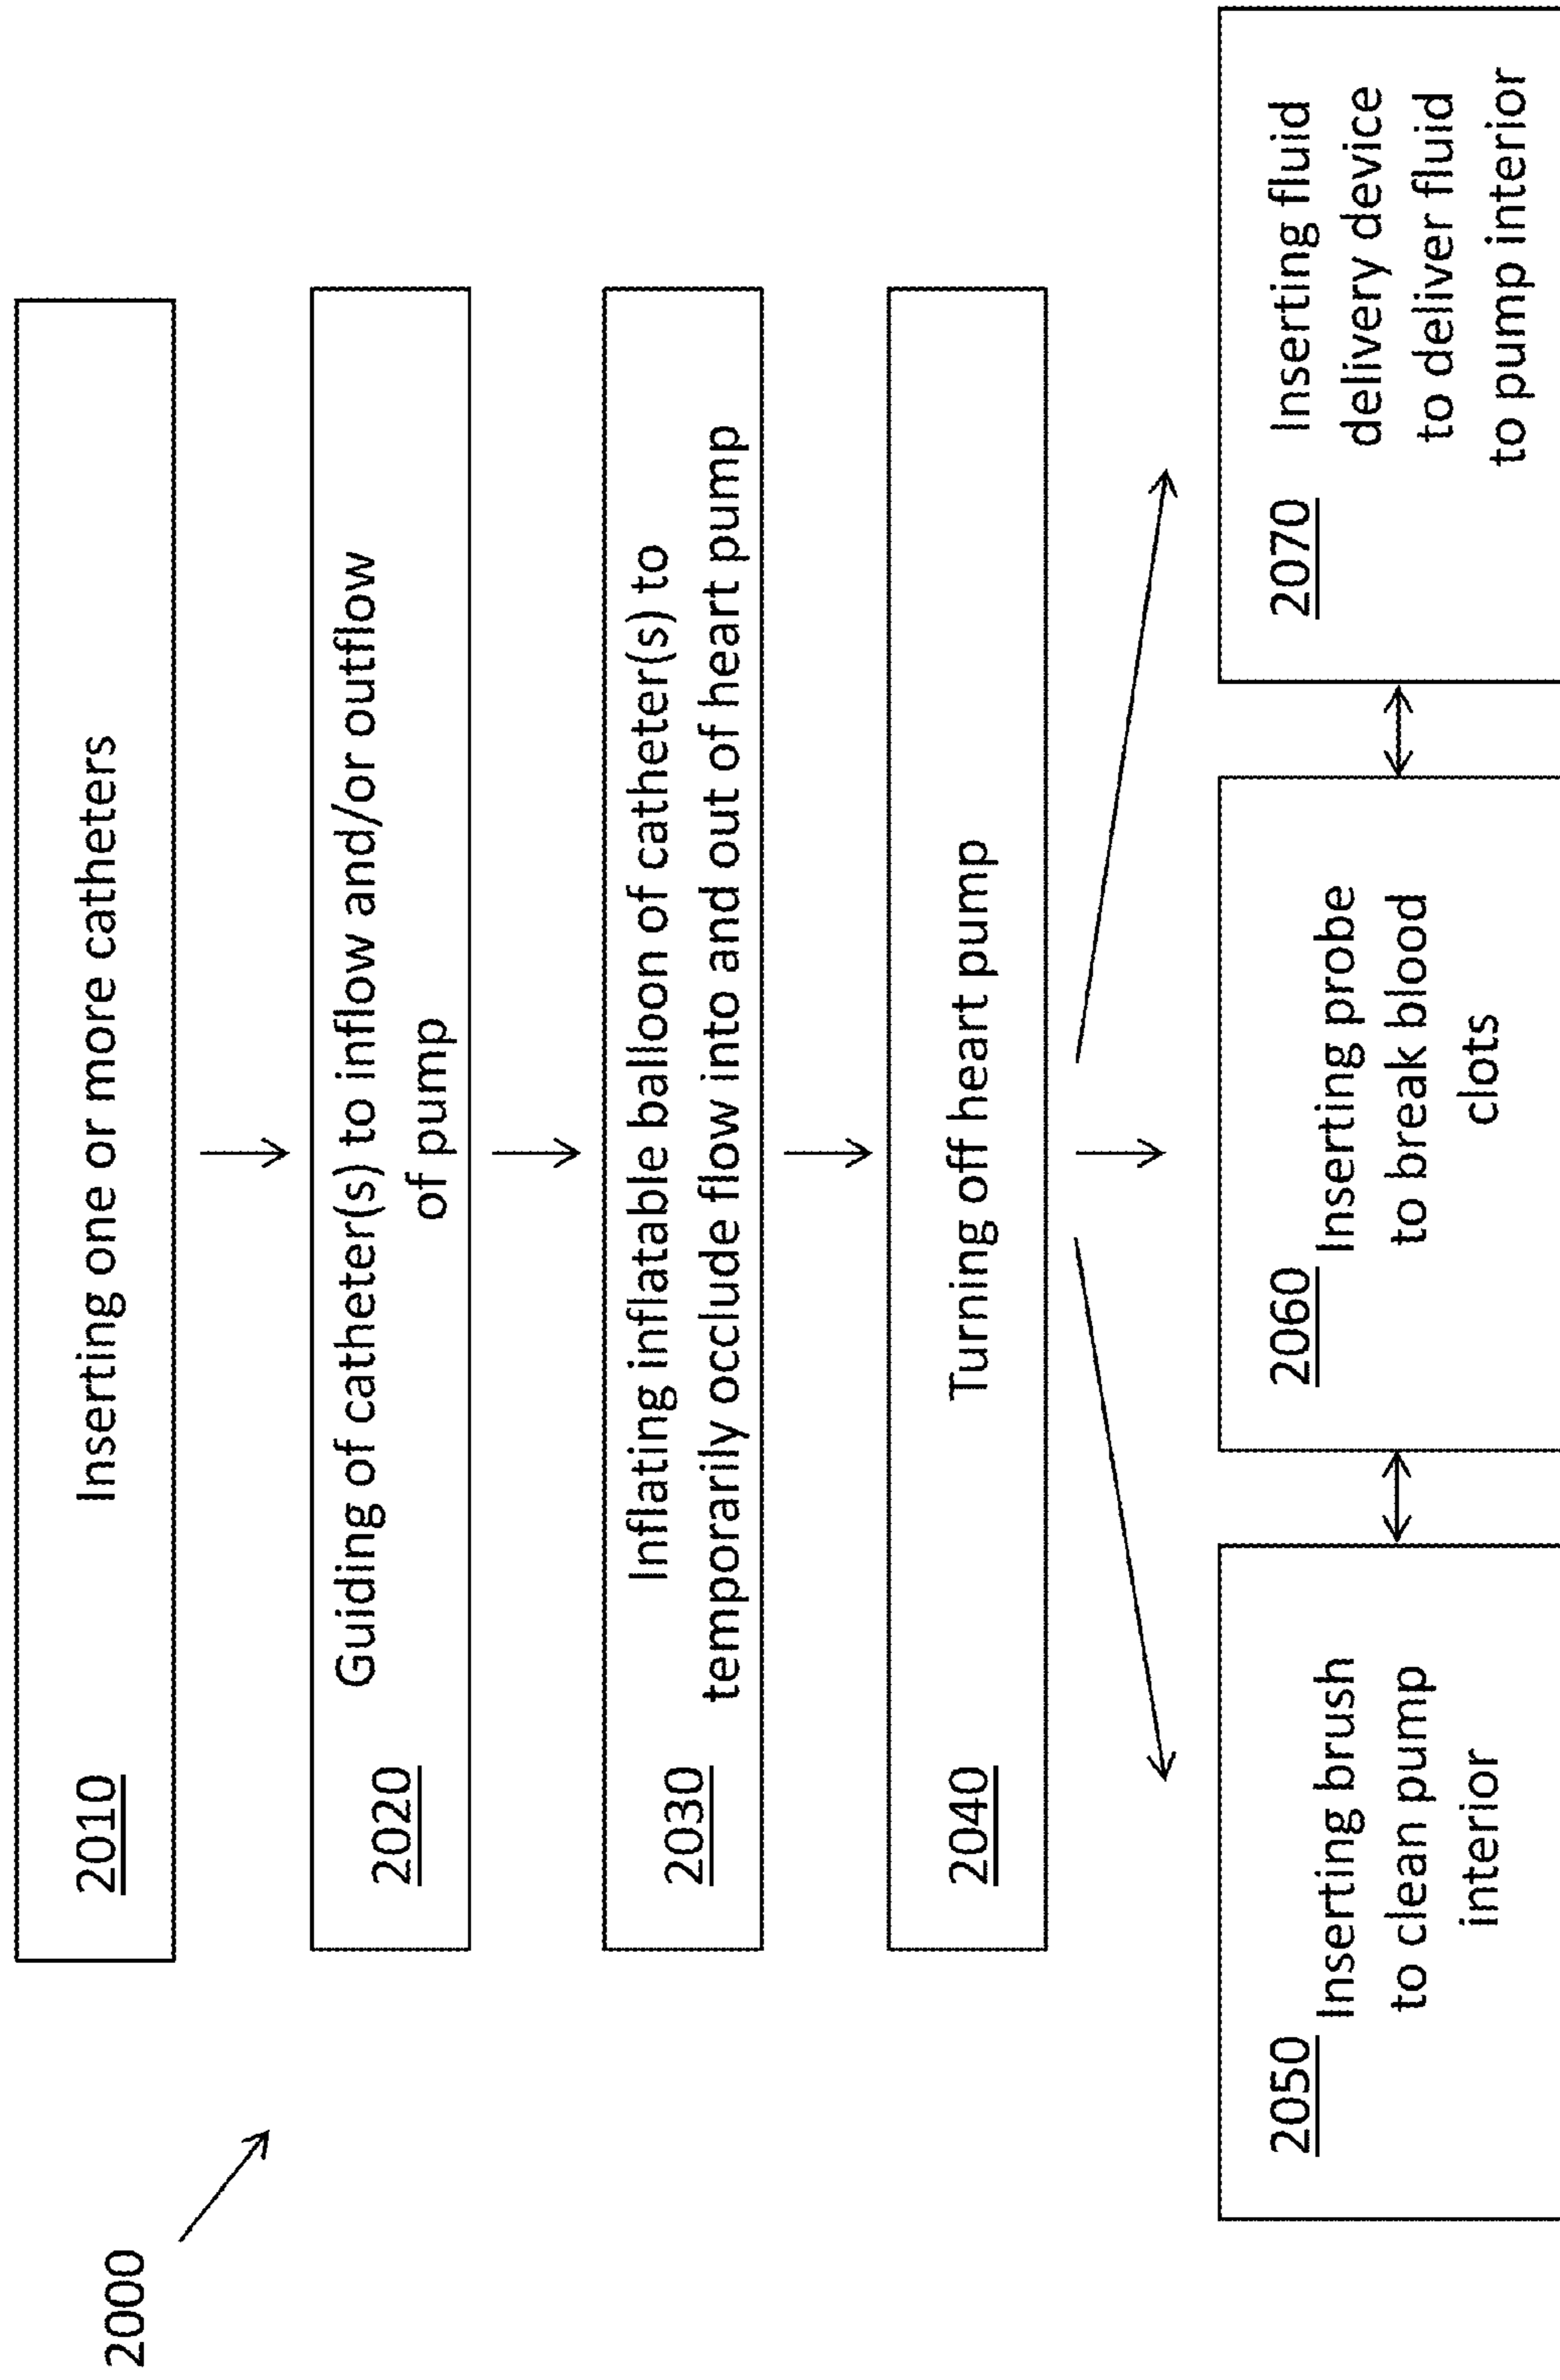 2000
2010 Inserting one or more catheters
2020 Guiding of catheter(s) to inflow and/or outflow
of pump
2030 Inflating inflatable balloon of catheter(s) to
temporarily occlude flow into and out of heart pump
2040 Turning off heart pump
2050 Inserting brush
to clean pump
interior
2060 Inserting probe
to break blood
clots
2070 Inserting fluid
delivery device
to deliver fluid
to pump interior